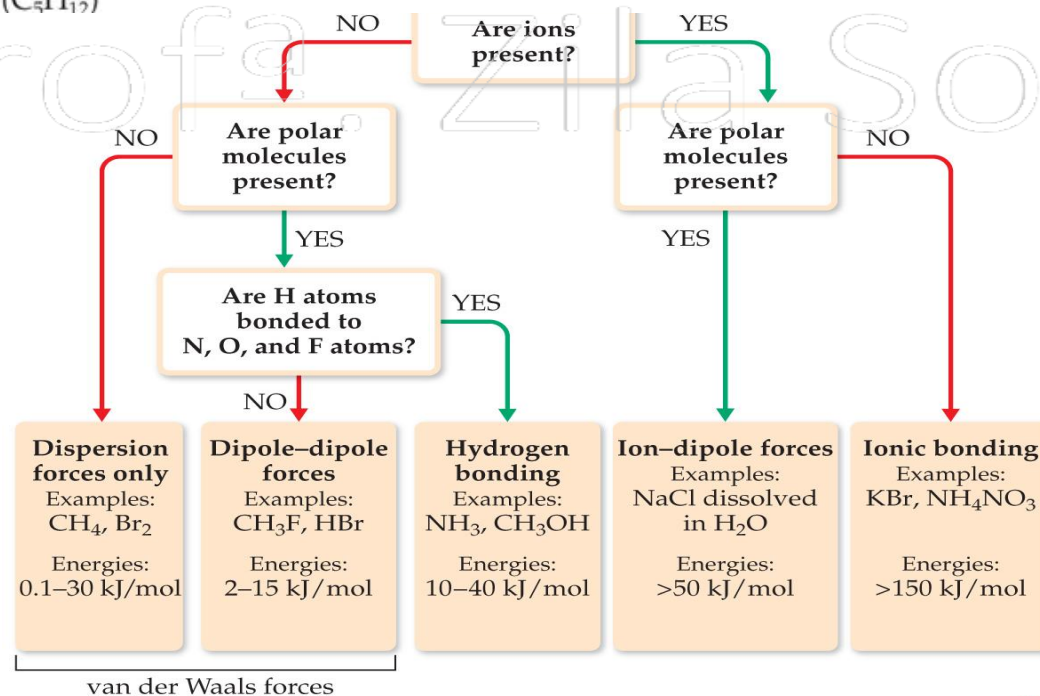 (C₅H₁₂)
rofª. Zila So
NO
Are ions
present?
YES
NO
Are polar
molecules
present?
Are polar
molecules
present?
NO
YES
YES
Are H atoms
bonded to
N, O, and F atoms?
YES
NO
Dispersion
forces only
Examples:
CH₄, Br₂
Energies:
0.1–30 kJ/mol
Dipole–dipole
forces
Examples:
CH₃F, HBr
Energies:
2–15 kJ/mol
Hydrogen
bonding
Examples:
NH₃, CH₃OH
Energies:
10–40 kJ/mol
Ion–dipole forces
Examples:
NaCl dissolved
in H₂O
Energies:
>50 kJ/mol
Ionic bonding
Examples:
KBr, NH₄NO₃
Energies:
>150 kJ/mol
van der Waals forces